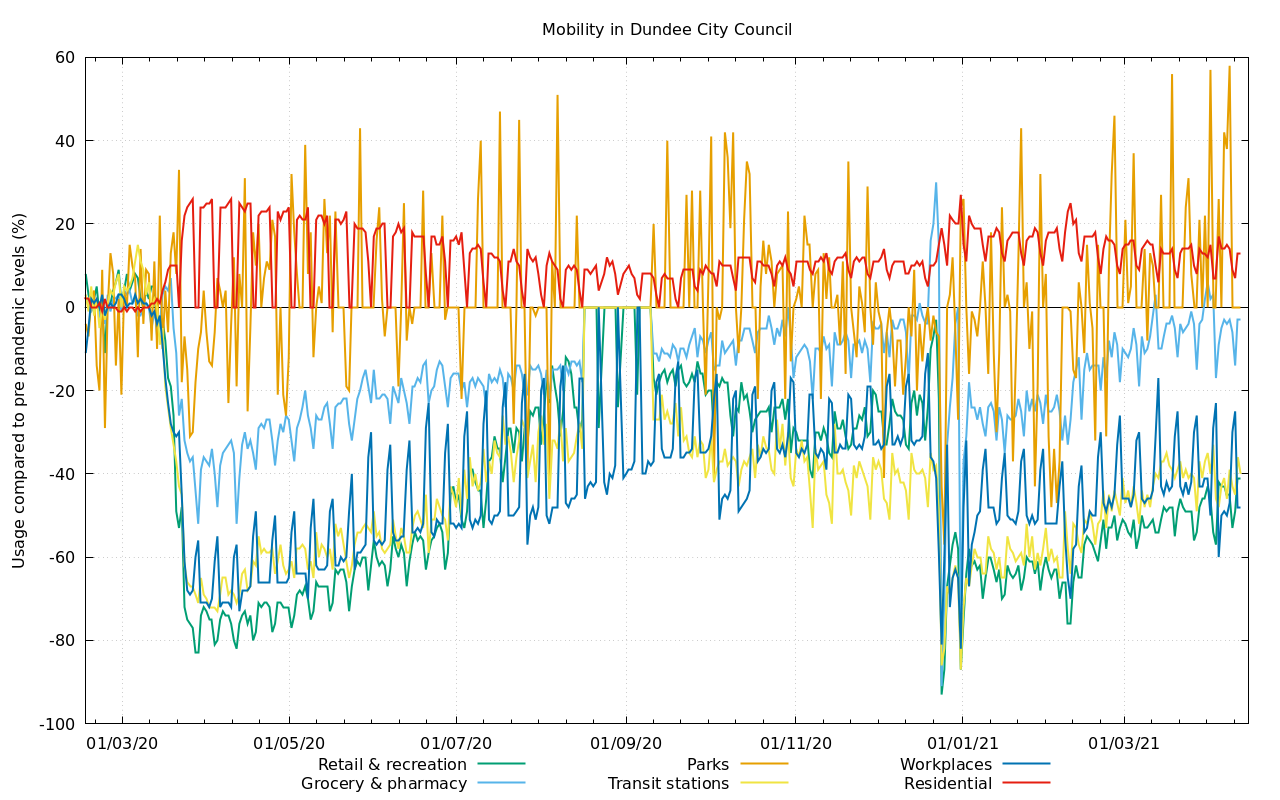 Mobility in Dundee City Council
Usage compared to pre pandemic levels (%)
60
40
20
0
-20
-40
-60
-80
-100
01/03/20 01/05/20 01/07/20 01/09/20 01/11/20 01/01/21 01/03/21
Retail & recreation Parks Workplaces
Grocery & pharmacy Transit stations Residential